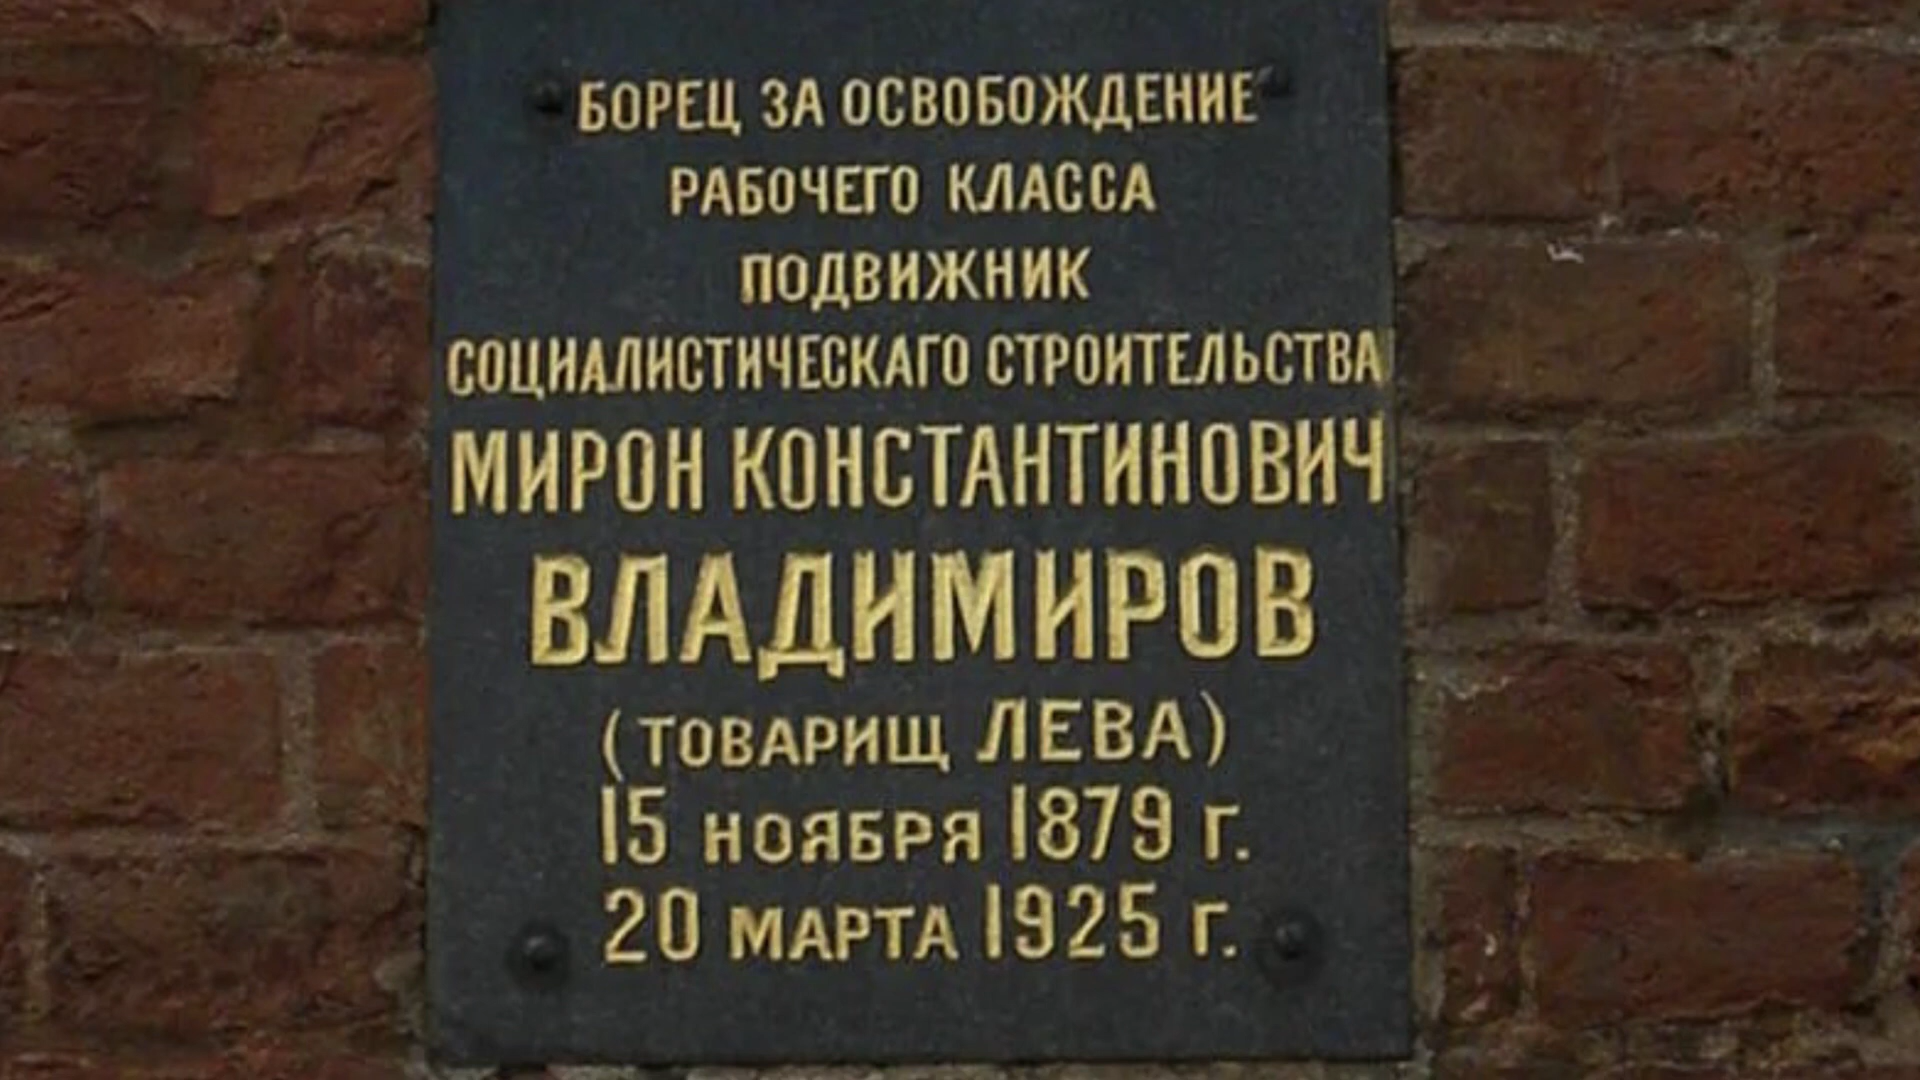 БОРЕЦ ЗА ОСВОБОЖДЕНИЕ
РАБОЧЕГО КЛАССА
ПОДВИЖНИК
СОЦИАЛИСТИЧЕСКАГО СТРОИТЕЛЬСТВА
МИРОН КОНСТАНТИНОВИЧ
ВЛАДИМИРОВ
(ТОВАРИЩ ЛЕВА)
15 НОЯБРЯ 1879 Г.
20 МАРТА 1925 Г.